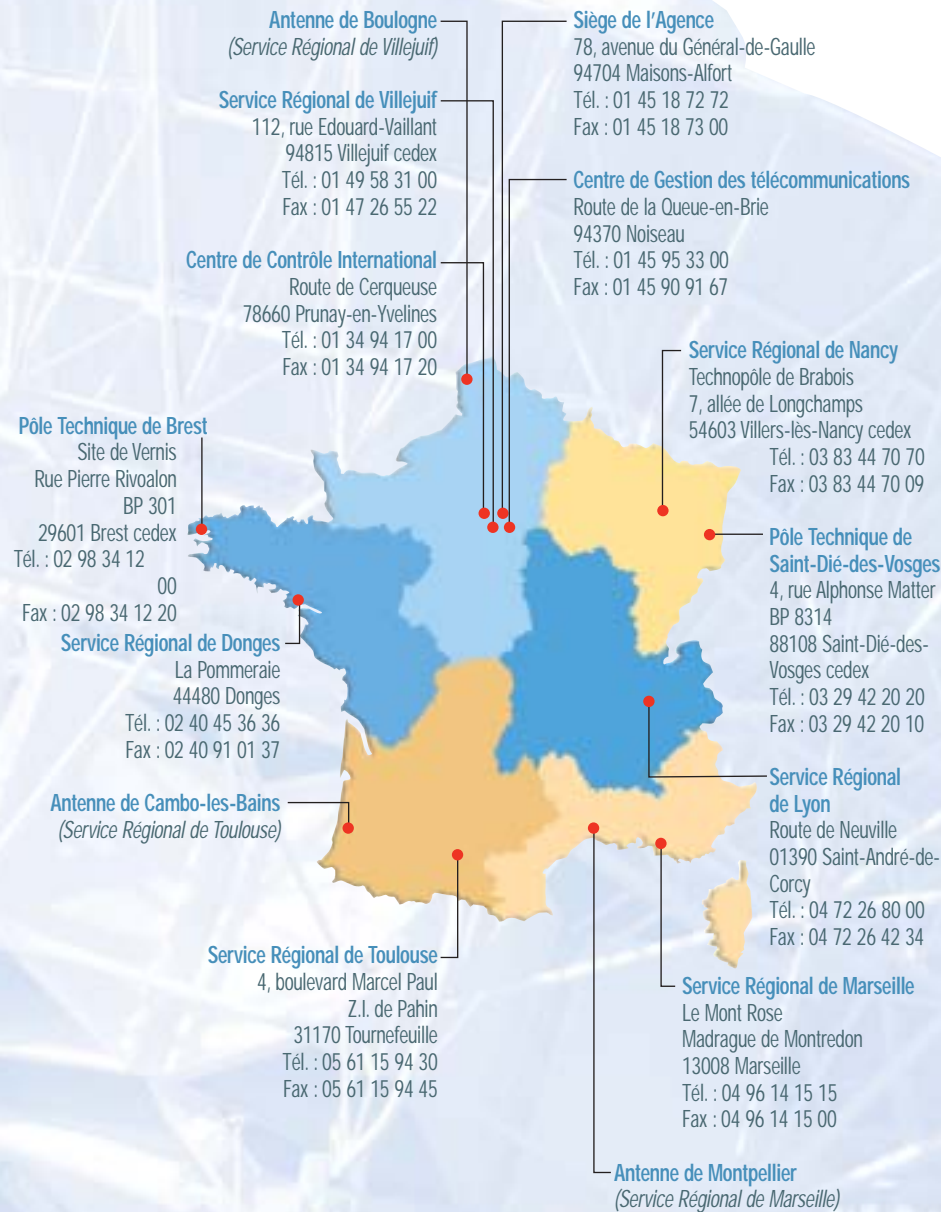 Antenne de Boulogne
(Service Régional de Villejuif)
Service Régional de Villejuif
112, rue Edouard-Vaillant
94815 Villejuif cedex
Tél. : 01 49 58 31 00
Fax : 01 47 26 55 22
Centre de Contrôle International
Route de Cerqueuse
78660 Prunay-en-Yvelines
Tél. : 01 34 94 17 00
Fax : 01 34 94 17 20
Siège de l'Agence
78, avenue du Général-de-Gaulle
94704 Maisons-Alfort
Tél. : 01 45 18 72 72
Fax : 01 45 18 73 00
Centre de Gestion des télécommunications
Route de la Queue-en-Brie
94370 Noiseau
Tél. : 01 45 95 33 00
Fax : 01 45 90 91 67
Service Régional de Nancy
Technopôle de Brabois
7, allée de Longchamps
54603 Villers-lès-Nancy cedex
Tél. : 03 83 44 70 70
Fax : 03 83 44 70 09
Pôle Technique de Brest
Site de Vernis
Rue Pierre Rivoalon
BP 301
29601 Brest cedex
Tél. : 02 98 34 12
00
Fax : 02 98 34 12 20
Pôle Technique de
Saint-Dié-des-Vosges
4, rue Alphonse Matter
BP 8314
88108 Saint-Dié-des-
Vosges cedex
Tél. : 03 29 42 20 20
Fax : 03 29 42 20 10
Service Régional de Donges
La Pommeraie
44480 Donges
Tél. : 02 40 45 36 36
Fax : 02 40 91 01 37
Antenne de Cambo-les-Bains
(Service Régional de Toulouse)
Service Régional
de Lyon
Route de Neuville
01390 Saint-André-de-
Corcy
Tél. : 04 72 26 80 00
Fax : 04 72 26 42 34
Service Régional de Toulouse
4, boulevard Marcel Paul
Z.I. de Pahin
31170 Tournefeuille
Tél. : 05 61 15 94 30
Fax : 05 61 15 94 45
Service Régional de Marseille
Le Mont Rose
Madrague de Montredon
13008 Marseille
Tél. : 04 96 14 15 15
Fax : 04 96 14 15 00
Antenne de Montpellier
(Service Régional de Marseille)